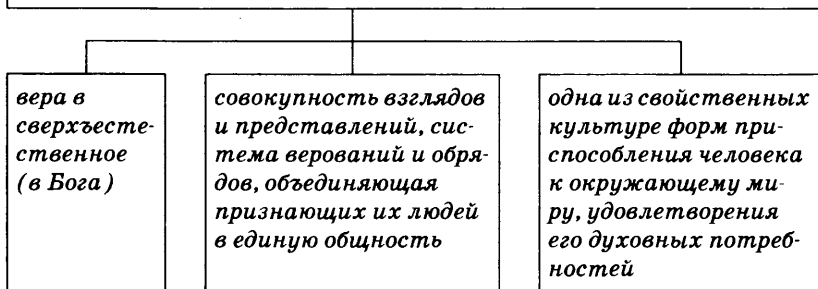 вера в
сверхъесте-
ственное
(в Бога)
совокупность взглядов
и представлений, сис-
тема верований и обря-
дов, объединяющая
признающих их людей
в единую общность
одна из свойственных
культуре форм при-
способления человека
к окружающему ми-
ру, удовлетворения
его духовных потреб-
ностей